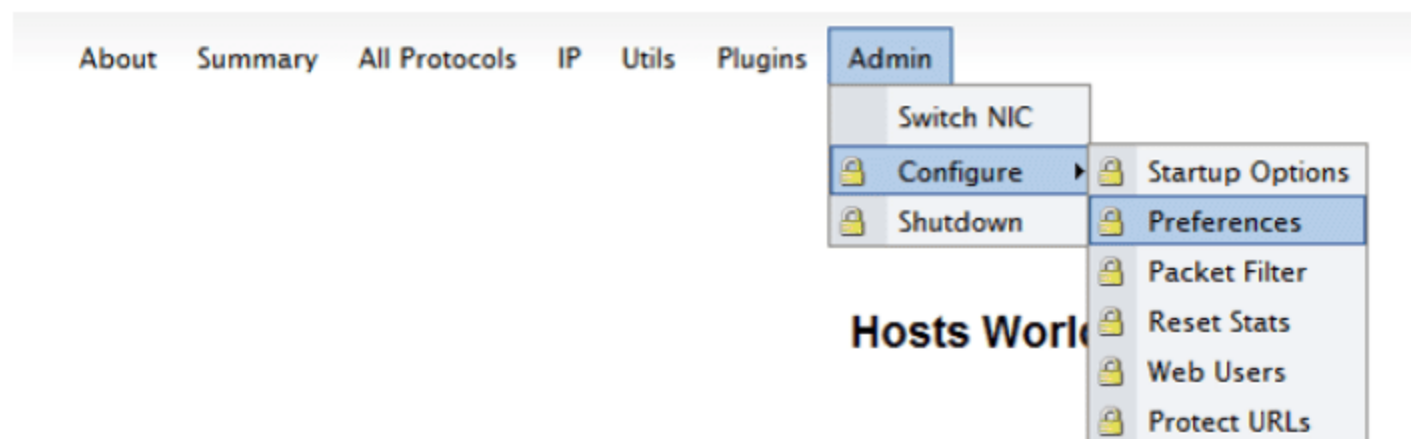 About Summary All Protocols IP Utils Plugins Admin
Switch NIC
Configure
Shutdown
Startup Options
Preferences
Packet Filter
Reset Stats
Web Users
Protect URLs
Hosts